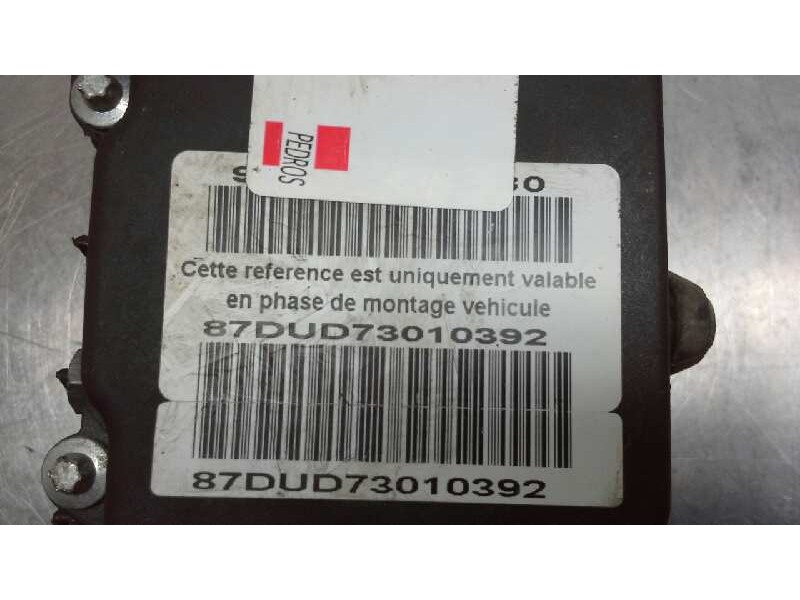 PEDROS
Cette reference est uniquement valable
en phase de montage vehicule
87DUD73010392
87DUD73010392